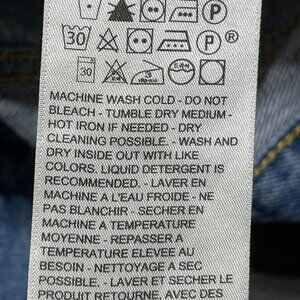 P
30 P ®
30
MACHINE WASH COLD - DO NOT
BLEACH - TUMBLE DRY MEDIUM -
HOT IRON IF NEEDED - DRY
CLEANING POSSIBLE. - WASH AND
DRY INSIDE OUT WITH LIKE
COLORS. LIQUID DETERGENT IS
RECOMMENDED. - LAVER EN
MACHINE A L'EAU FROIDE - NE
PAS BLANCHIR - SECHER EN
MACHINE A TEMPERATURE
MOYENNE - REPASSER A
TEMPERATURE ELEVEE AU
BESOIN - NETTOYAGE A SEC
POSSIBLE. - LAVER ET SECHER LE
PRODUIT RETOURNE, AVEC DES